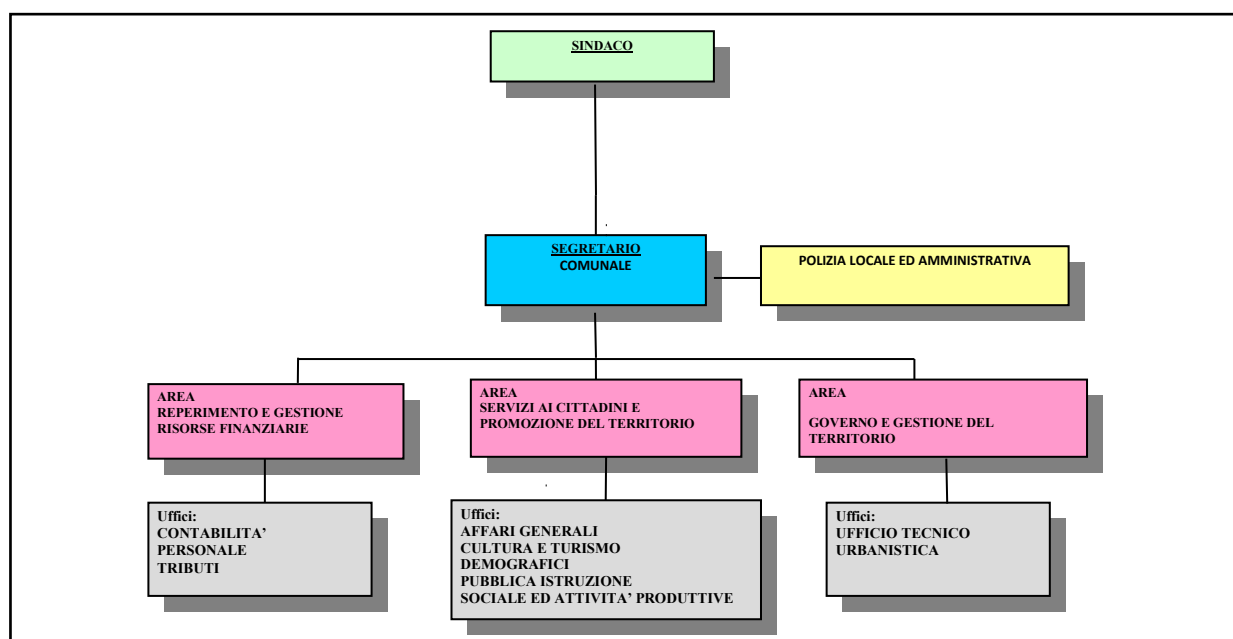 SINDACO
SEGRETARIO
COMUNALE
POLIZIA LOCALE ED AMMINISTRATIVA
AREA
REPERIMENTO E GESTIONE
RISORSE FINANZIARIE
AREA
SERVIZI AI CITTADINI E
PROMOZIONE DEL TERRITORIO
AREA
GOVERNO E GESTIONE DEL
TERRITORIO
Uffici:
CONTABILITA’
PERSONALE
TRIBUTI
Uffici:
AFFARI GENERALI
CULTURA E TURISMO
DEMOGRAFICI
PUBBLICA ISTRUZIONE
SOCIALE ED ATTIVITA’ PRODUTTIVE
Uffici:
UFFICIO TECNICO
URBANISTICA